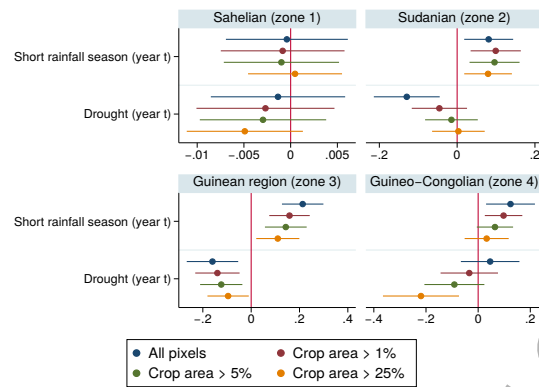 Sahelian (zone 1)
Sudanian (zone 2)
Short rainfall season (year t)
Drought (year t)
-.01 -.005 0 .005
-.2 0 .2
Guinean region (zone 3)
Guineo-Congolian (zone 4)
Short rainfall season (year t)
Drought (year t)
-.2 0 .2 .4
-.4 -.2 0 .2
All pixels
Crop area > 1%
Crop area > 5%
Crop area > 25%